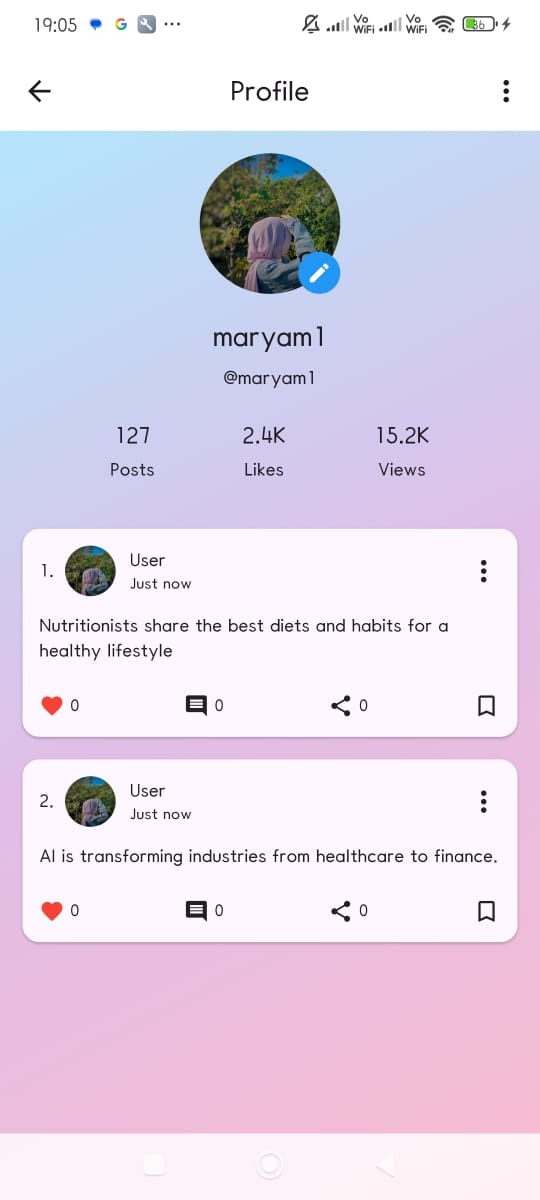 19:05
Vo
WiFi
Vo
WiFi
36
Profile
maryam1
@maryam1
127 2.4K 15.2K
Posts Likes Views
1. User
Just now
Nutritionists share the best diets and habits for a
healthy lifestyle
0 0 0
2. User
Just now
AI is transforming industries from healthcare to finance.
0 0 0